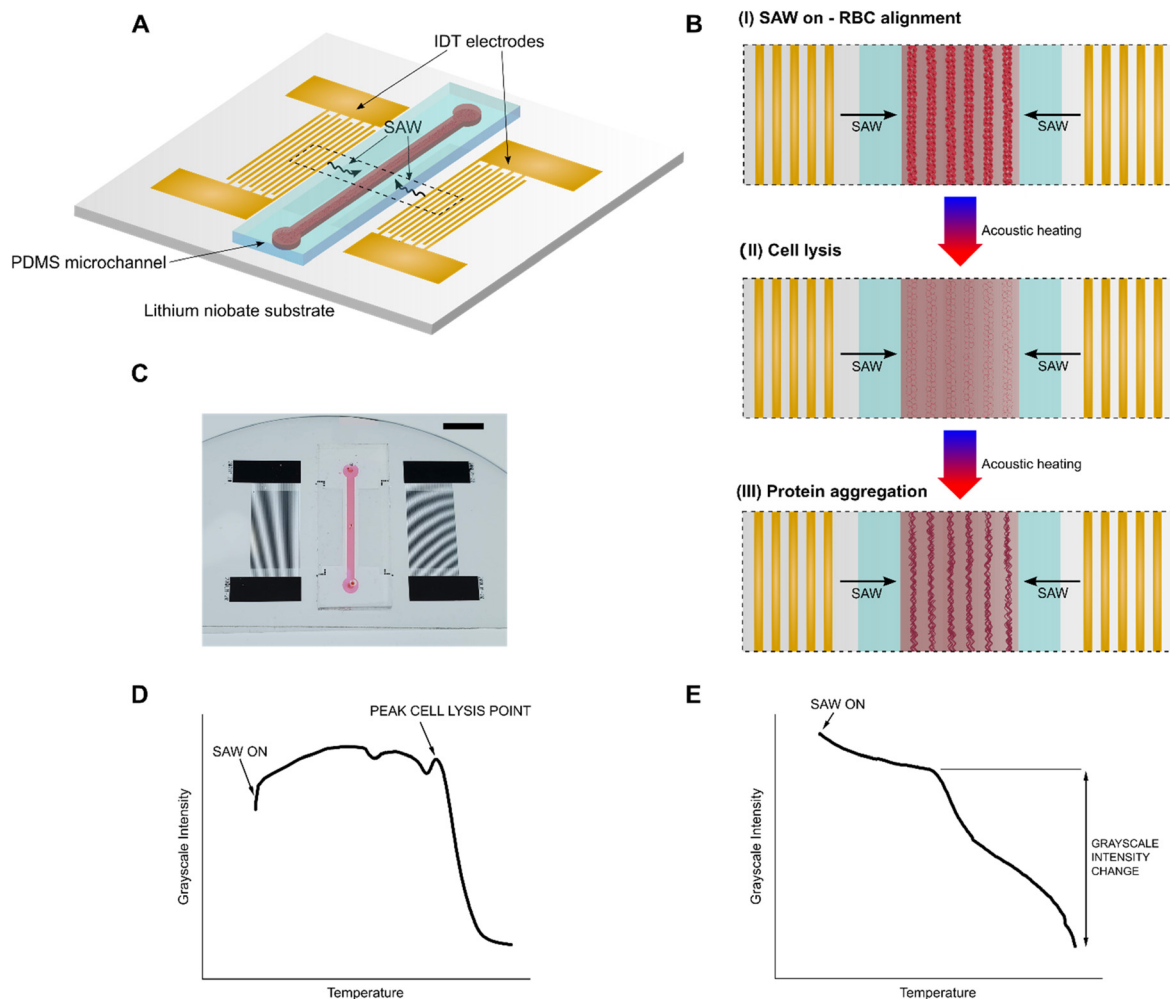 A
IDT electrodes
SAW
PDMS microchannel
Lithium niobate substrate
B
(I) SAW on - RBC alignment
SAW
SAW
Acoustic heating
(II) Cell lysis
SAW
SAW
Acoustic heating
(III) Protein aggregation
SAW
SAW
C
D
PEAK CELL LYSIS POINT
SAW ON
Grayscale Intensity
Temperature
E
SAW ON
Grayscale Intensity
GRAYSCALE
INTENSITY
CHANGE
Temperature